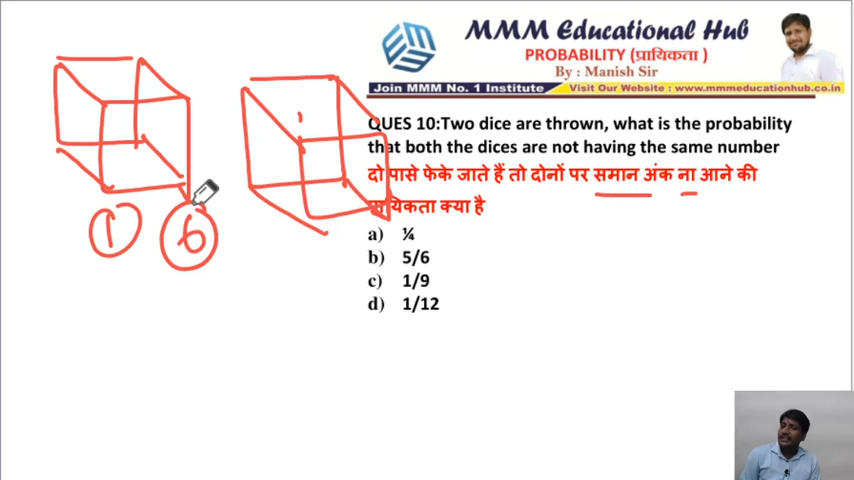 MMM Educational Hub
PROBABILITY (प्रायिकता )
By : Manish Sir
Join MMM No. 1 Institute
Visit Our Website : www.mmmeducationhub.co.in
QUES 10:Two dice are thrown, what is the probability
that both the dices are not having the same number
दो पासे फेके जाते हैं तो दोनों पर समान अंक ना आने की
प्रायिकता क्या है
a) ¼
b) 5/6
c) 1/9
d) 1/12
1 6